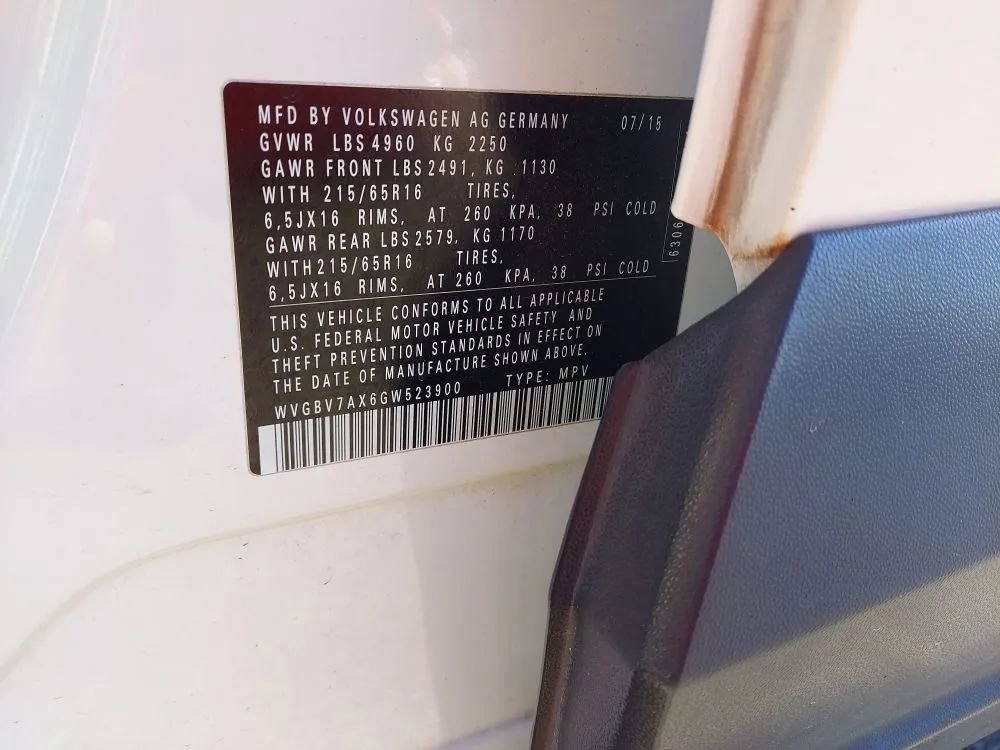 MFD BY VOLKSWAGEN AG GERMANY 07/15
GVWR LBS 4960 KG 2250
GAWR FRONT LBS 2491, KG 1130
WITH 215/65R16 TIRES,
6,5JX16 RIMS, AT 260 KPA, 38 PSI COLD
GAWR REAR LBS 2579, KG 1170
WITH 215/65R16 TIRES,
6,5JX16 RIMS, AT 260 KPA, 38 PSI COLD
6306
THIS VEHICLE CONFORMS TO ALL APPLICABLE
U.S. FEDERAL MOTOR VEHICLE SAFETY AND
THEFT PREVENTION STANDARDS IN EFFECT ON
THE DATE OF MANUFACTURE SHOWN ABOVE.
WVGBV7AX6GW523900 TYPE: MPV